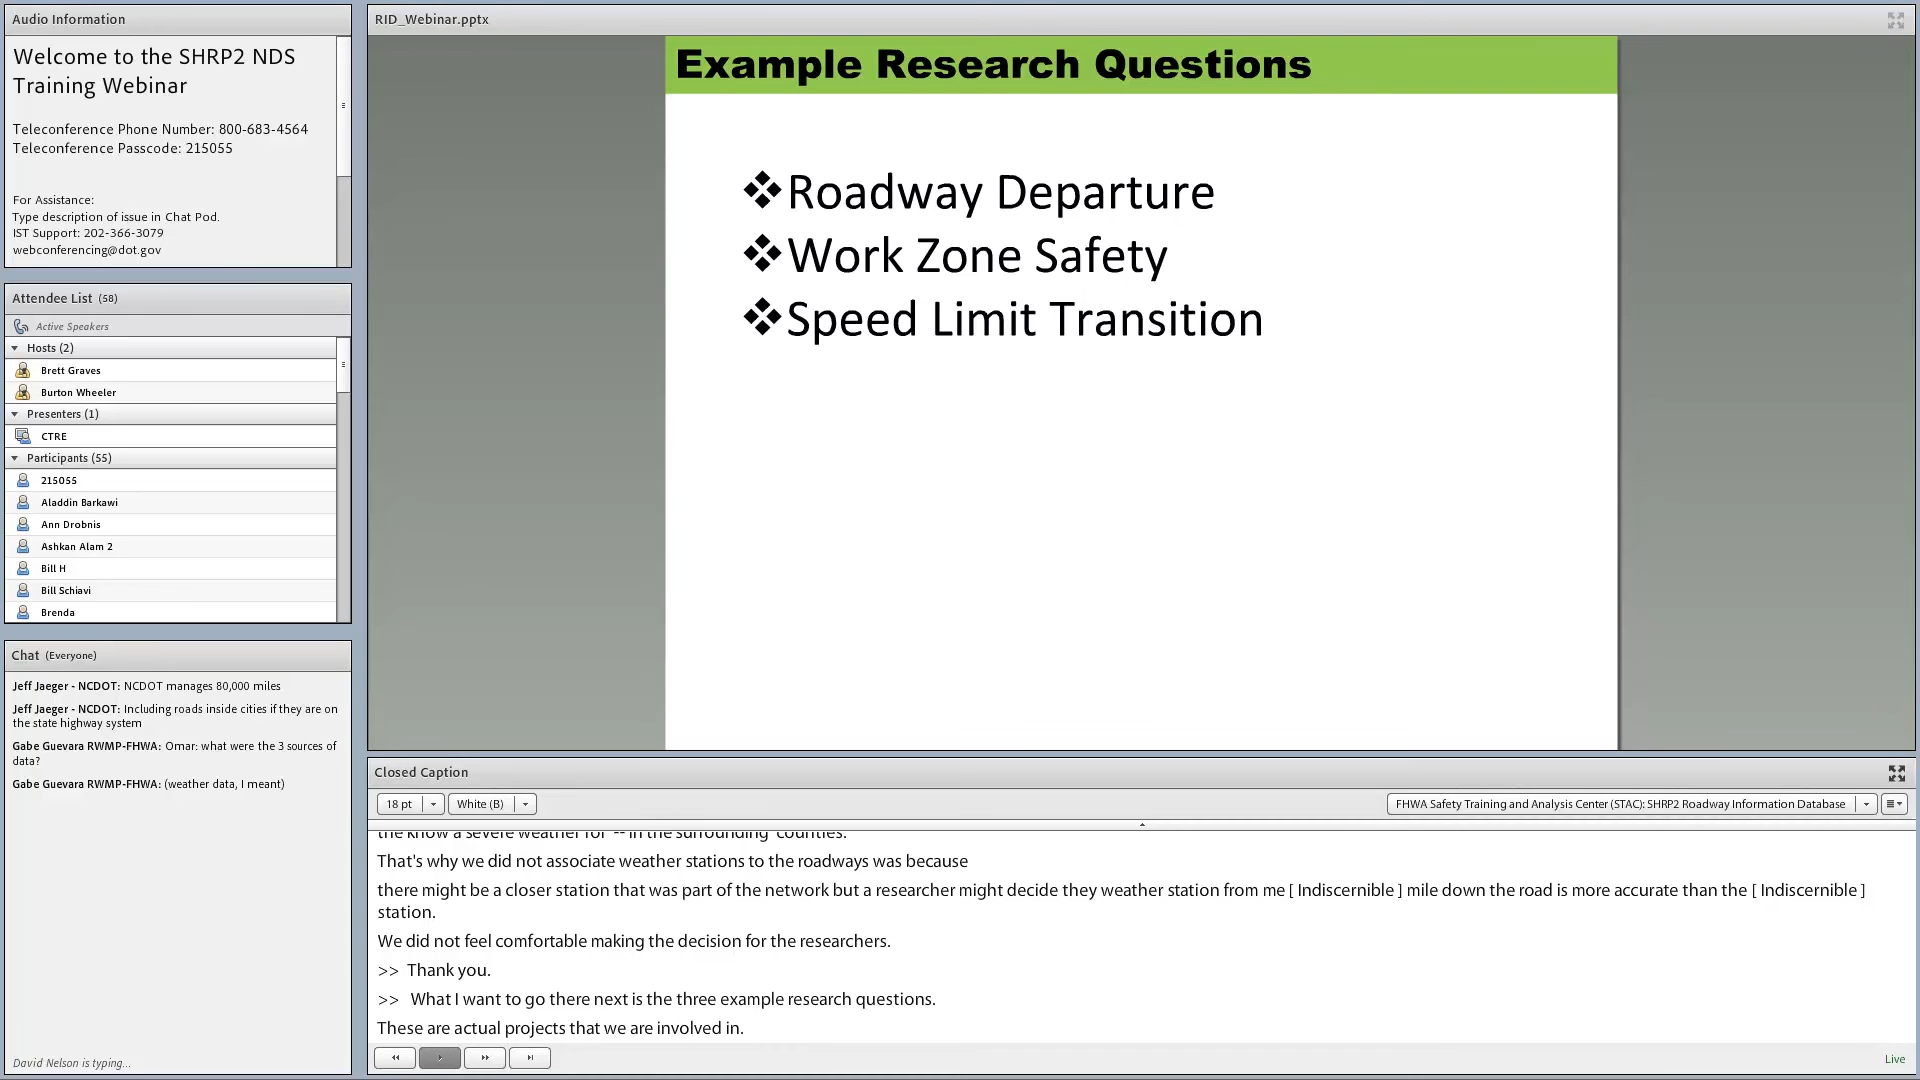 Audio Information
Welcome to the SHRP2 NDS
Training Webinar
Teleconference Phone Number: 800-683-4564
Teleconference Passcode: 215055
For Assistance:
Type description of issue in Chat Pod.
IST Support: 202-366-3079
webconferencing@dot.gov
Attendee List (58)
Active Speakers
Hosts (2)
Brett Graves
Burton Wheeler
Presenters (1)
CTRE
Participants (55)
215055
Aladdin Barkawi
Ann Drobnis
Ashkan Alam 2
Bill H
Bill Schiavi
Brenda
Chat (Everyone)
Jeff Jaeger - NCDOT: NCDOT manages 80,000 miles
Jeff Jaeger - NCDOT: Including roads inside cities if they are on
the state highway system
Gabe Guevara RWMP-FHWA: Omar: what were the 3 sources of
data?
Gabe Guevara RWMP-FHWA: (weather data, I meant)
David Nelson is typing...
RID_Webinar.pptx
Example Research Questions
❖Roadway Departure
❖Work Zone Safety
❖Speed Limit Transition
Closed Caption
18 pt White (B) FHWA Safety Training and Analysis Center (STAC): SHRP2 Roadway Information Database
the know a severe weather for -- in the surrounding counties.
That's why we did not associate weather stations to the roadways was because
there might be a closer station that was part of the network but a researcher might decide they weather station from me [ Indiscernible ] mile down the road is more accurate than the [ Indiscernible ]
station.
We did not feel comfortable making the decision for the researchers.
>> Thank you.
>> What I want to go there next is the three example research questions.
These are actual projects that we are involved in.
Live